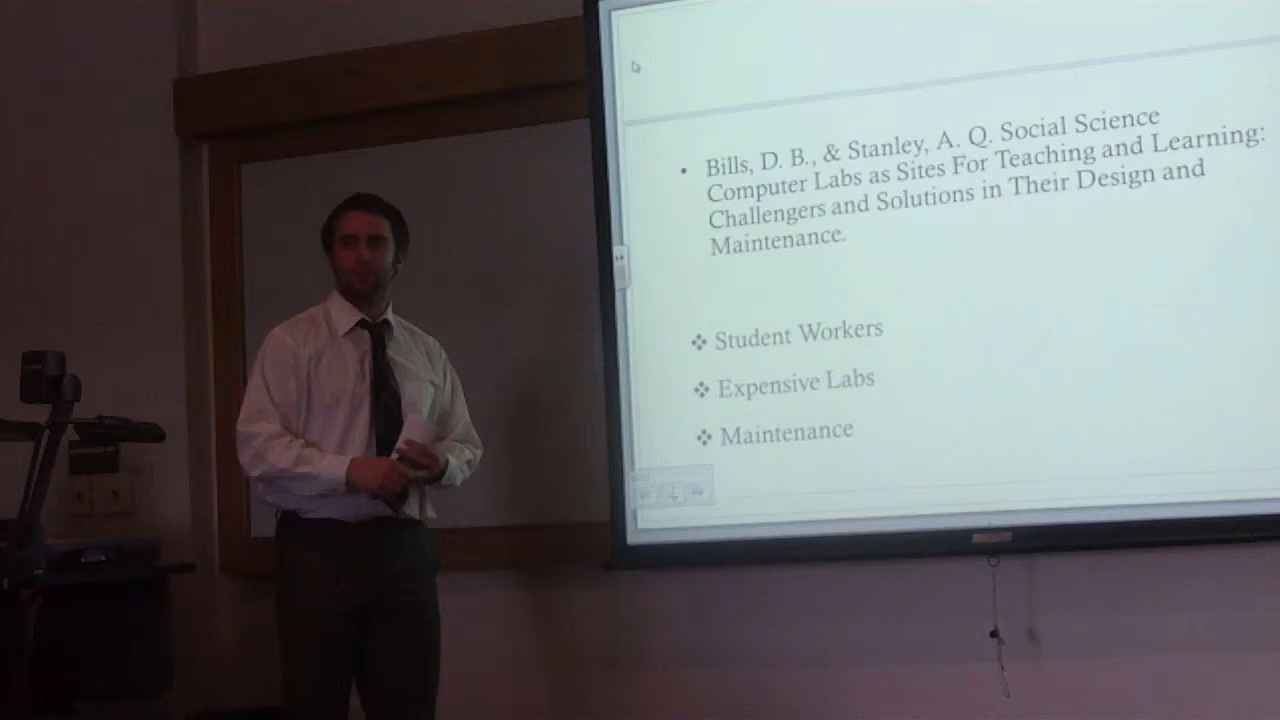 • Bills, D. B., & Stanley, A. Q. Social Science
Computer Labs as Sites For Teaching and Learning:
Challengers and Solutions in Their Design and
Maintenance.
❖ Student Workers
❖ Expensive Labs
❖ Maintenance